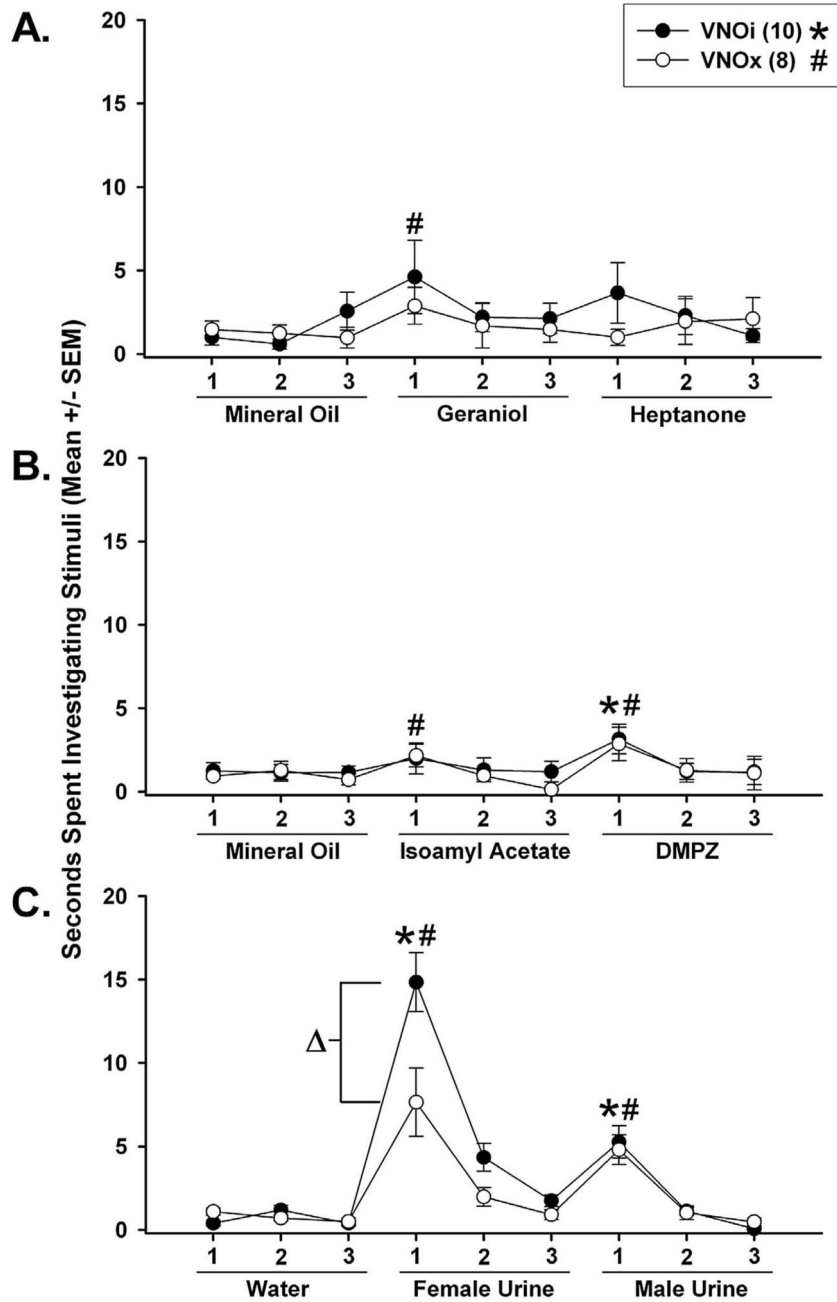 A.
VNOi (10) *
VNOx (8) #
Seconds Spent Investigating Stimuli (Mean +/- SEM)
20
15
10
5
0
#
1 2 3 1 2 3 1 2 3
Mineral Oil Geraniol Heptanone
B.
20
15
10
5
0
#
*#
1 2 3 1 2 3 1 2 3
Mineral Oil Isoamyl Acetate DMPZ
C.
20
15
10
5
0
*#
Δ
*#
1 2 3 1 2 3 1 2 3
Water Female Urine Male Urine